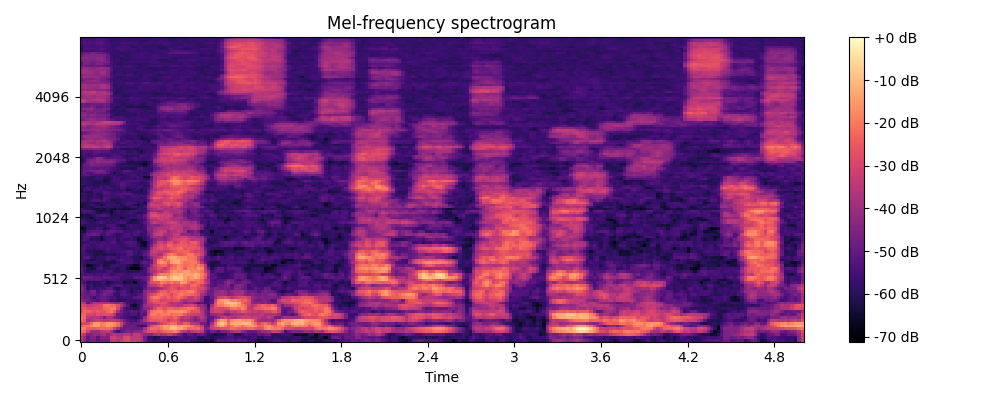 Mel-frequency spectrogram
Hz
4096
2048
1024
512
0
0 0.6 1.2 1.8 2.4 3 3.6 4.2 4.8
Time
+0 dB
-10 dB
-20 dB
-30 dB
-40 dB
-50 dB
-60 dB
-70 dB